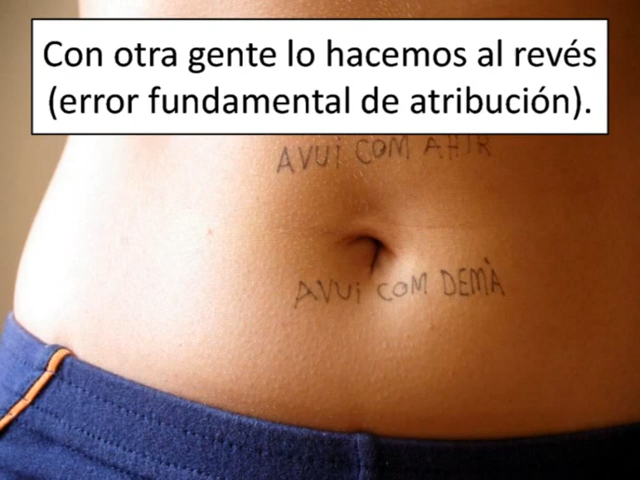 Con otra gente lo hacemos al revés
(error fundamental de atribución).
AVUi COM AHIR
AVUi COM DEMÀ